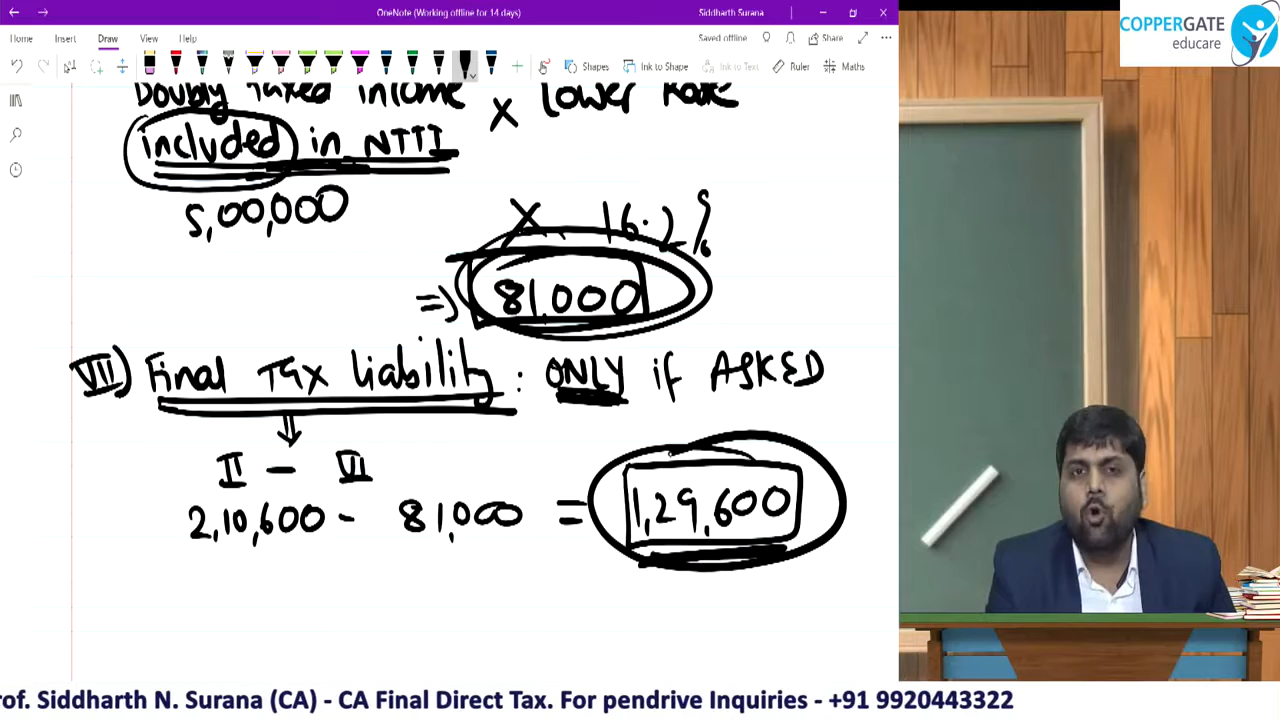 OneNote (Working offline for 14 days)
Siddharth Surana
Home Insert Draw View Help
Saved offline
Share
Shapes
Ink to Shape
Ink to Text
Ruler
Maths
COPPERGATE
educare
Doubly taxed income × Lower Rate
included in NTTI
5,00,000 × 16.2%
=> 81,000
VII) Final Tax Liability : ONLY if ASKED
II - VI
2,10,600 - 81,000 = 1,29,600
rof. Siddharth N. Surana (CA) - CA Final Direct Tax. For pendrive Inquiries - +91 9920443322